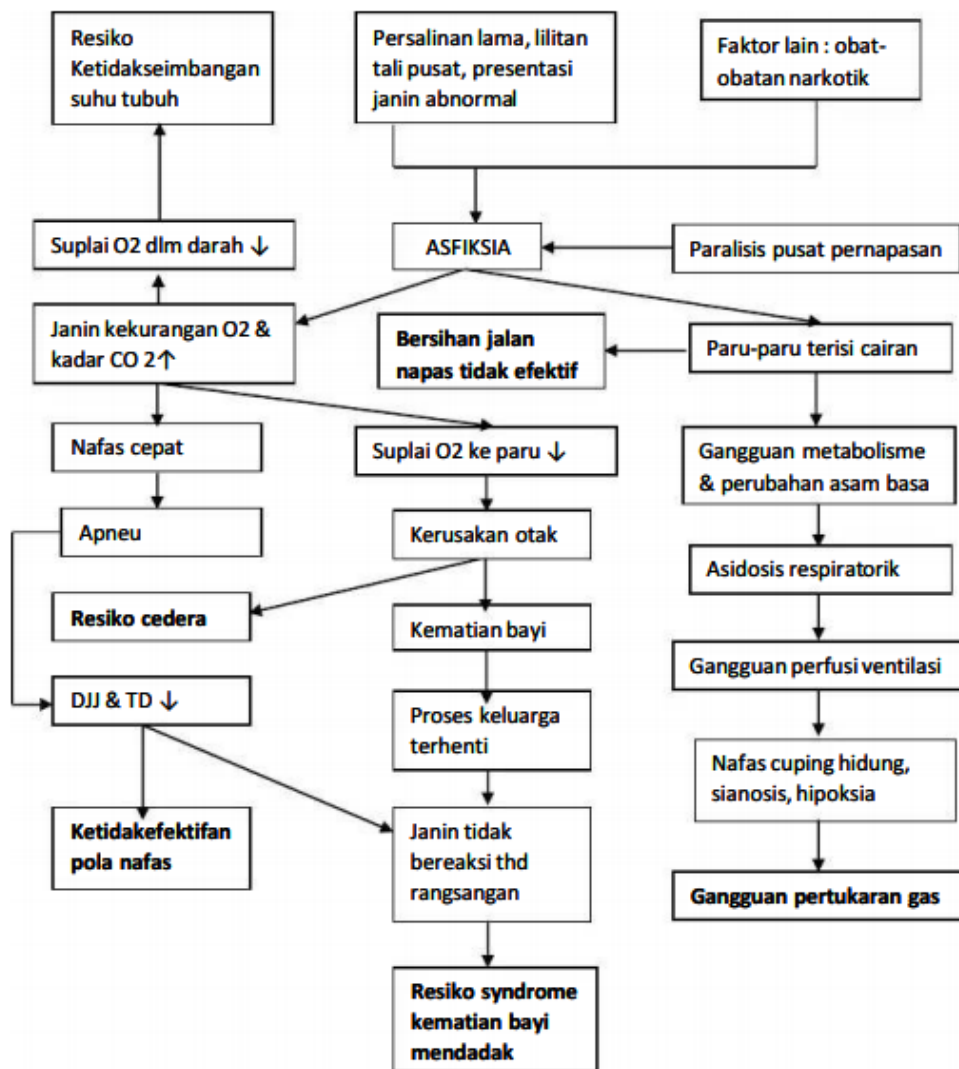 Resiko
Ketidakseimbangan
suhu tubuh
Persalinan lama, lilitan
tali pusat, presentasi
janin abnormal
Faktor lain : obat-
obatan narkotik
Suplai O2 dlm darah ↓
ASFIKSIA
Paralisis pusat pernapasan
Janin kekurangan O2 &
kadar CO 2↑
Bersihan jalan
napas tidak efektif
Paru-paru terisi cairan
Nafas cepat
Suplai O2 ke paru ↓
Gangguan metabolisme
& perubahan asam basa
Apneu
Kerusakan otak
Asidosis respiratorik
Resiko cedera
Kematian bayi
Gangguan perfusi ventilasi
DJJ & TD ↓
Proses keluarga
terhenti
Nafas cuping hidung,
sianosis, hipoksia
Ketidakefektifan
pola nafas
Janin tidak
bereaksi thd
rangsangan
Gangguan pertukaran gas
Resiko syndrome
kematian bayi
mendadak